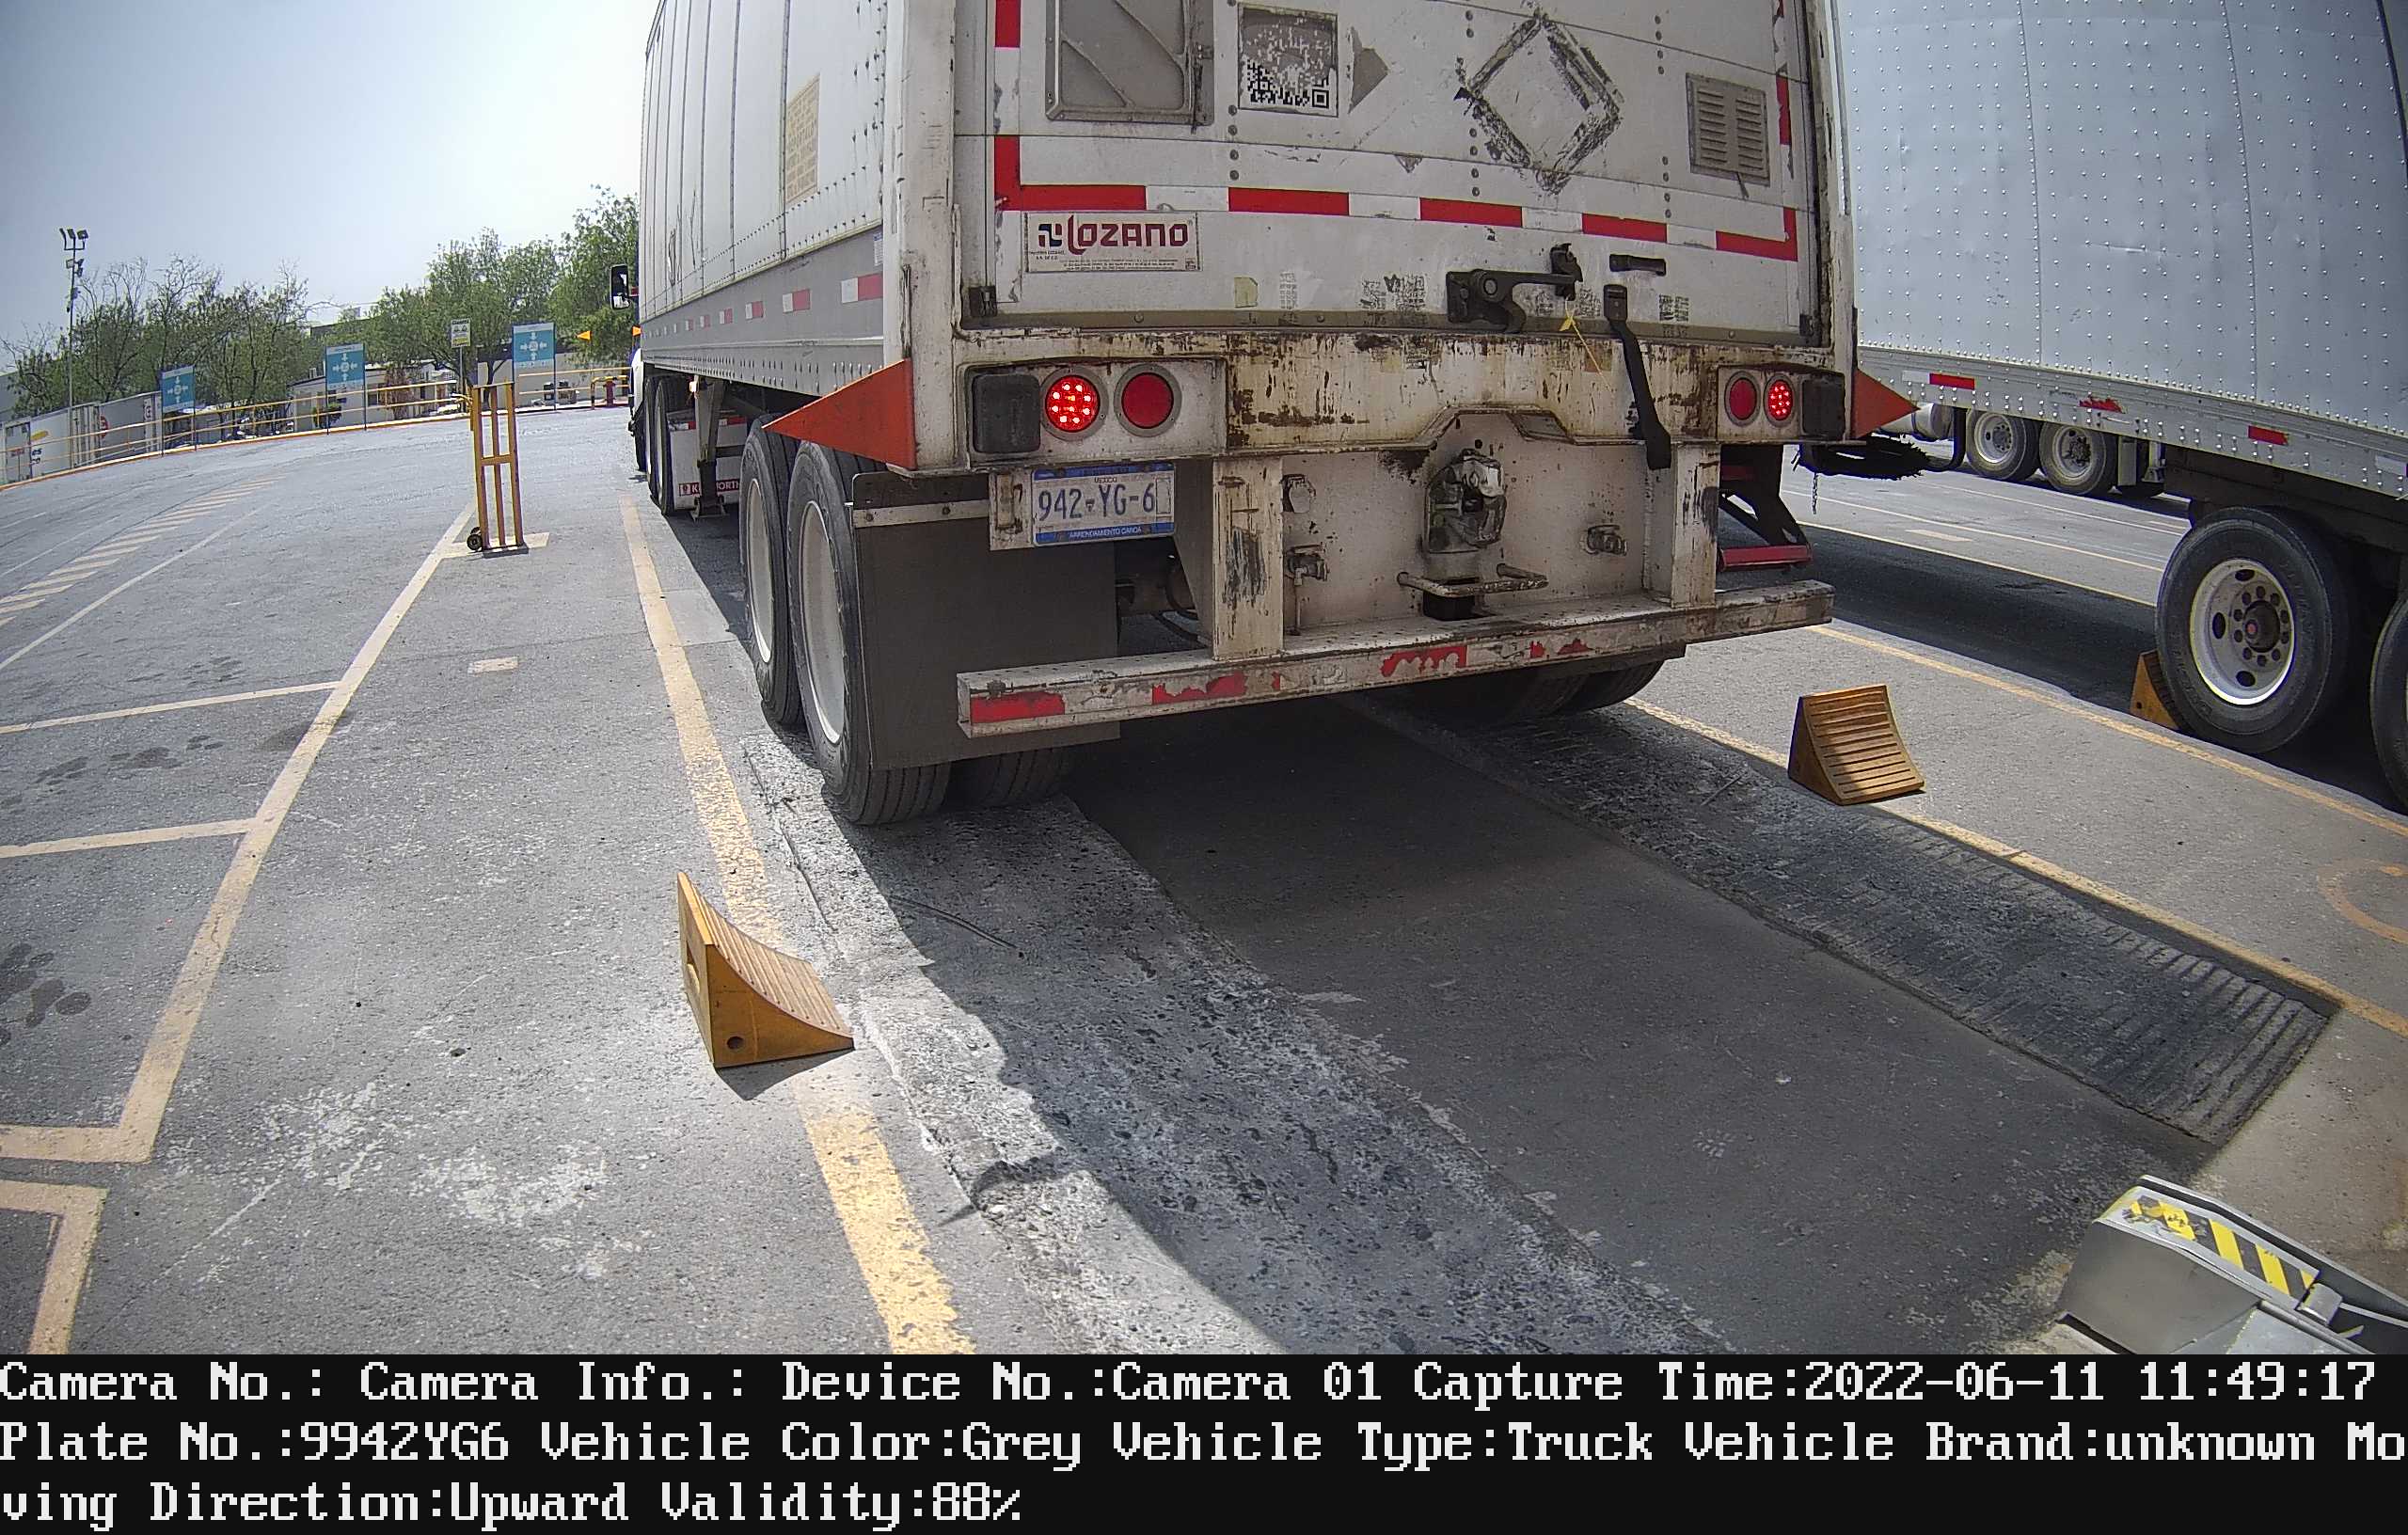 LOZANO
MEXICO
942-YG-6
ARRENDAMIENTO CANOA
Camera No.: Camera Info.: Device No.:Camera 01 Capture Time:2022-06-11 11:49:17
Plate No.:9942YG6 Vehicle Color:Grey Vehicle Type:Truck Vehicle Brand:unknown Mo
ving Direction:Upward Validity:88%